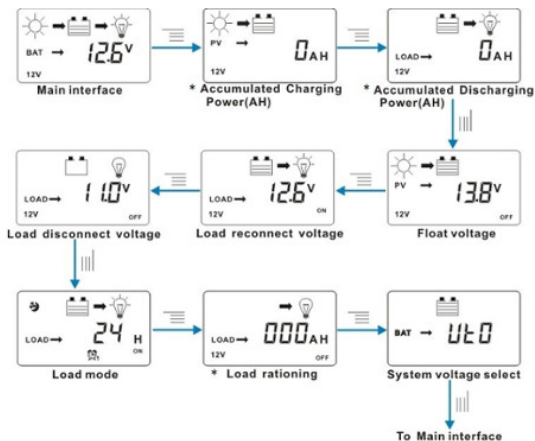 BAT → 12.6V
12V
Main interface
PV →
0AH
12V
* Accumulated Charging
Power(AH)
LOAD→ 0AH
12V
* Accumulated Discharging
Power(AH)
LOAD→ 11.0V
12V OFF
Load disconnect voltage
LOAD→ 12.6V
12V ON
Load reconnect voltage
PV → 13.8V
12V OFF
Float voltage
LOAD→ 24 H
ON
Load mode
LOAD→ 000AH
12V OFF
* Load rationing
BAT → Ut0
System voltage select
To Main interface